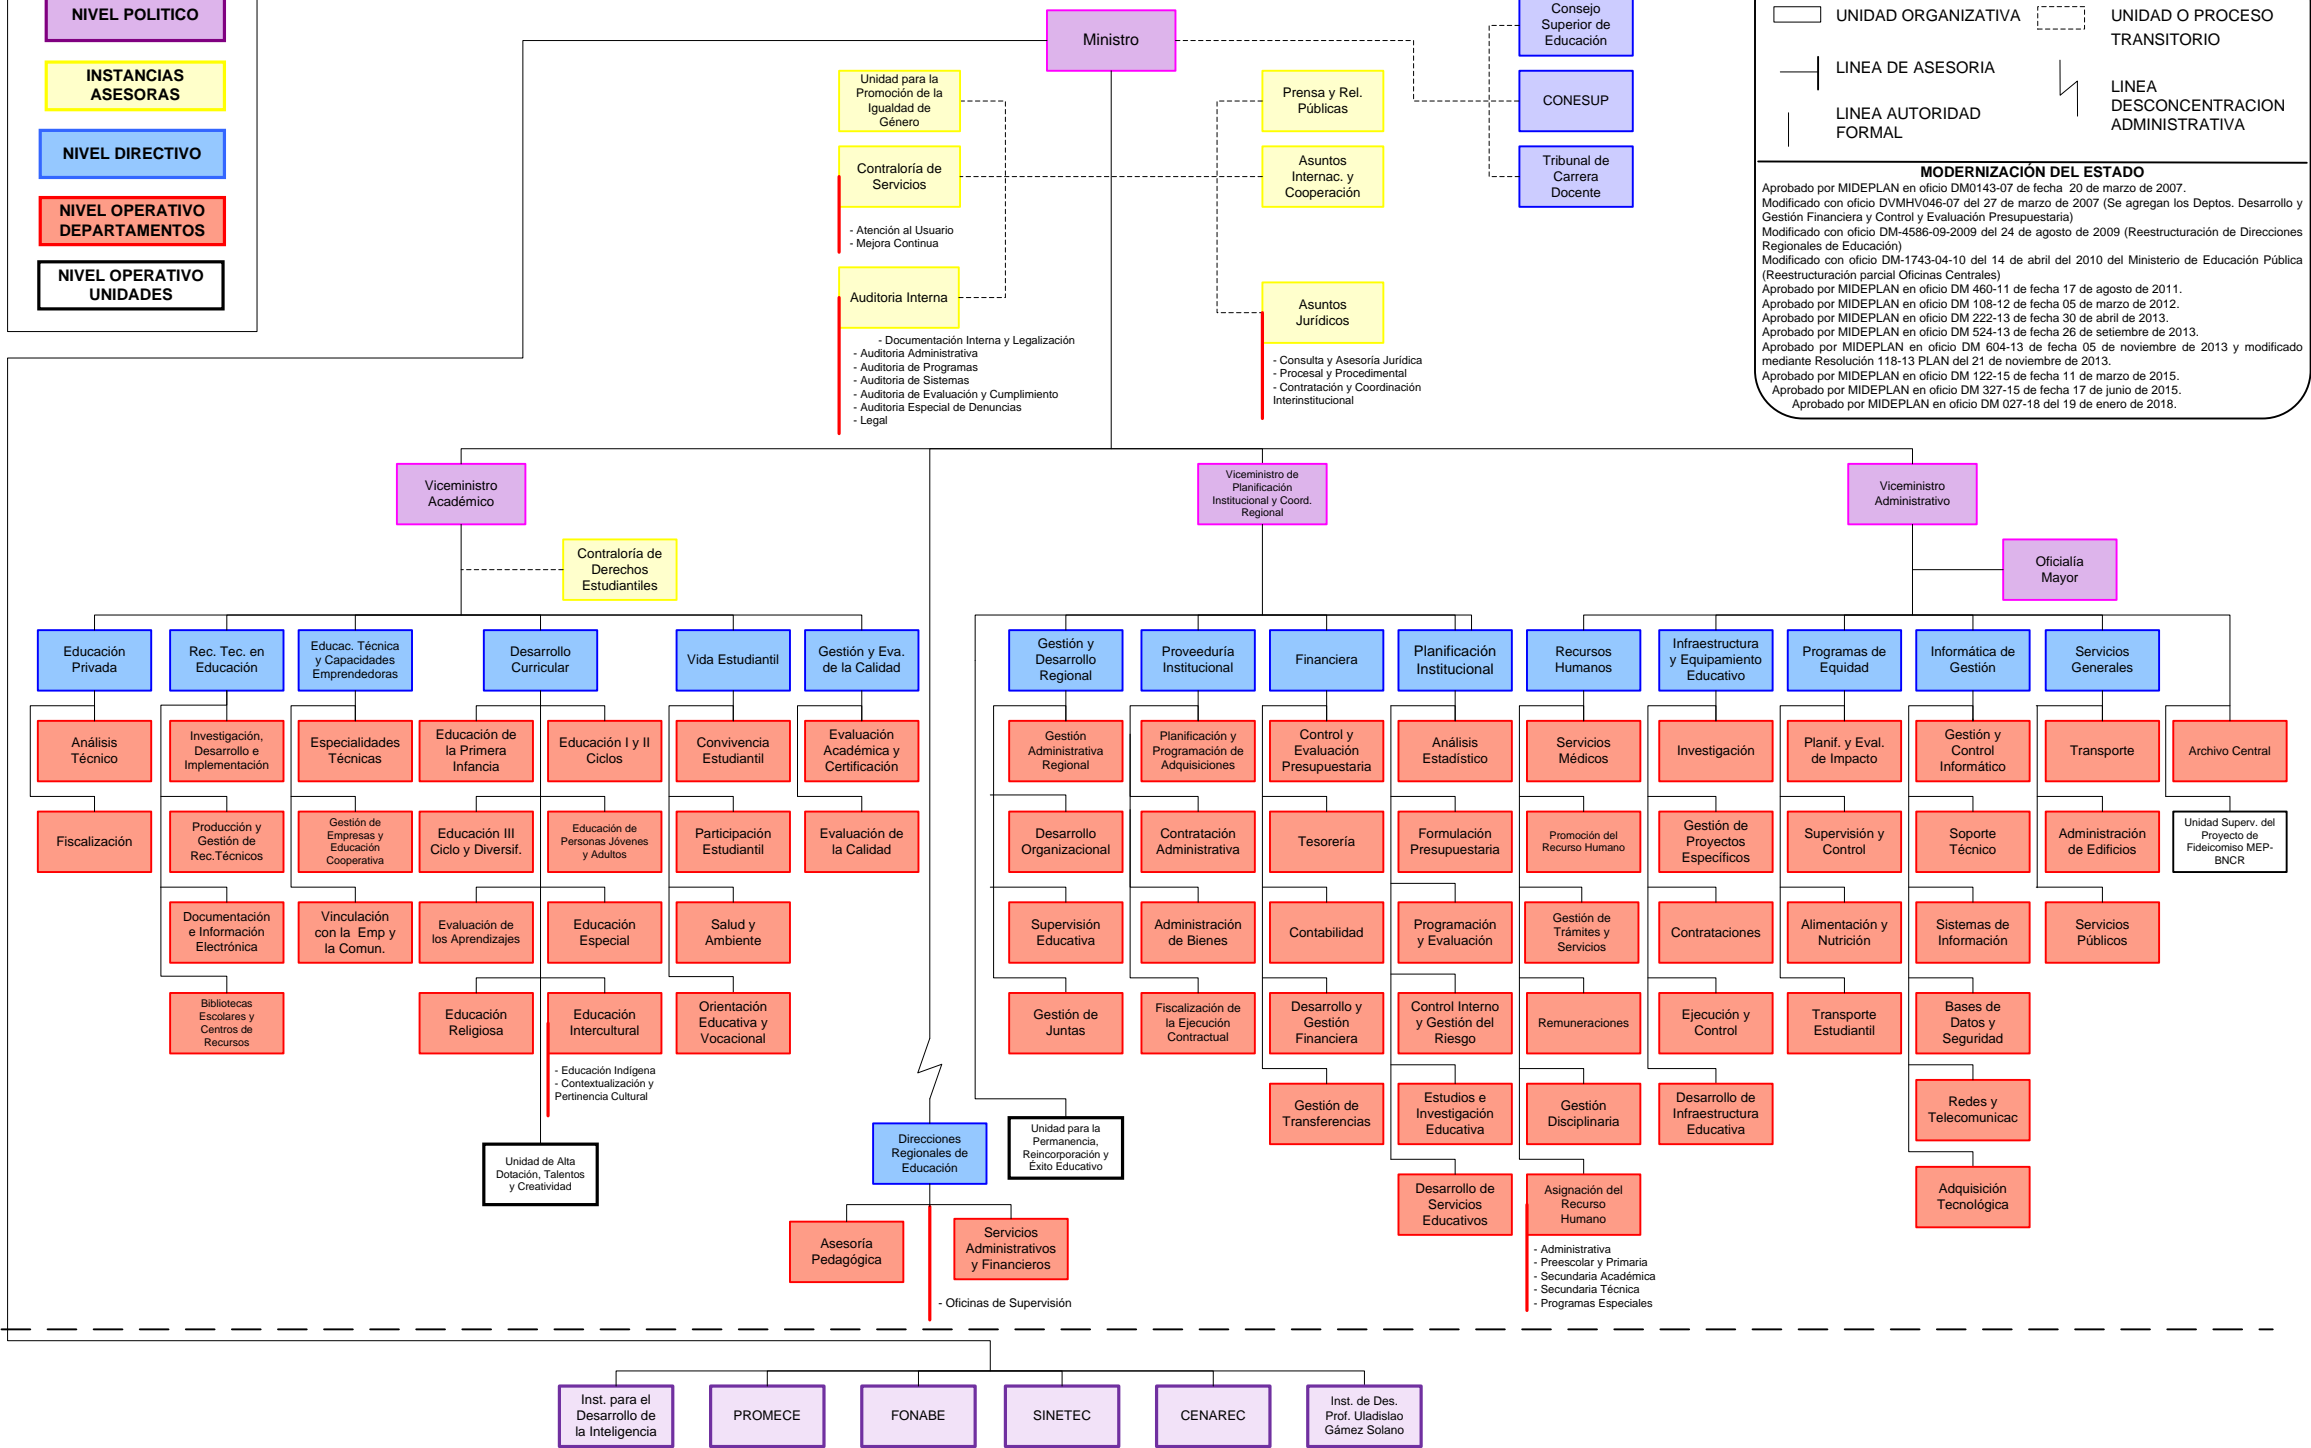 NIVEL POLITICO
INSTANCIAS
ASESORAS
NIVEL DIRECTIVO
NIVEL OPERATIVO
DEPARTAMENTOS
NIVEL OPERATIVO
UNIDADES
Ministro
Consejo
Superior de
Educación
CONESUP
Tribunal de
Carrera
Docente
Unidad para la
Promoción de la
Igualdad de
Género
Contraloría de
Servicios
- Atención al Usuario
- Mejora Continua
Auditoria Interna
- Documentación Interna y Legalización
- Auditoria Administrativa
- Auditoria de Programas
- Auditoria de Sistemas
- Auditoria de Evaluación y Cumplimiento
- Auditoria Especial de Denuncias
- Legal
Prensa y Rel.
Públicas
Asuntos
Internac. y
Cooperación
Asuntos
Jurídicos
- Consulta y Asesoría Jurídica
- Procesal y Procedimental
- Contratación y Coordinación
Interinstitucional
UNIDAD ORGANIZATIVA
UNIDAD O PROCESO
TRANSITORIO
LINEA DE ASESORIA
LINEA
DESCONCENTRACION
ADMINISTRATIVA
LINEA AUTORIDAD
FORMAL
MODERNIZACIÓN DEL ESTADO
Aprobado por MIDEPLAN en oficio DM0143-07 de fecha 20 de marzo de 2007.
Modificado con oficio DVMHV046-07 del 27 de marzo de 2007 (Se agregan los Deptos. Desarrollo y
Gestión Financiera y Control y Evaluación Presupuestaria)
Modificado con oficio DM-4586-09-2009 del 24 de agosto de 2009 (Reestructuración de Direcciones
Regionales de Educación)
Modificado con oficio DM-1743-04-10 del 14 de abril del 2010 del Ministerio de Educación Pública
(Reestructuración parcial Oficinas Centrales)
Aprobado por MIDEPLAN en oficio DM 460-11 de fecha 17 de agosto de 2011.
Aprobado por MIDEPLAN en oficio DM 108-12 de fecha 05 de marzo de 2012.
Aprobado por MIDEPLAN en oficio DM 222-13 de fecha 30 de abril de 2013.
Aprobado por MIDEPLAN en oficio DM 524-13 de fecha 26 de setiembre de 2013.
Aprobado por MIDEPLAN en oficio DM 604-13 de fecha 05 de noviembre de 2013 y modificado
mediante Resolución 118-13 PLAN del 21 de noviembre de 2013.
Aprobado por MIDEPLAN en oficio DM 122-15 de fecha 11 de marzo de 2015.
Aprobado por MIDEPLAN en oficio DM 327-15 de fecha 17 de junio de 2015.
Aprobado por MIDEPLAN en oficio DM 027-18 del 19 de enero de 2018.
Viceministro
Académico
Contraloría de
Derechos
Estudiantiles
Viceministro de
Planificación
Institucional y Coord.
Regional
Viceministro
Administrativo
Oficialía
Mayor
Educación
Privada
Análisis
Técnico
Fiscalización
Rec. Tec. en
Educación
Investigación,
Desarrollo e
Implementación
Producción y
Gestión de
Rec.Técnicos
Documentación
e Información
Electrónica
Bibliotecas
Escolares y
Centros de
Recursos
Educac. Técnica
y Capacidades
Emprendedoras
Especialidades
Técnicas
Gestión de
Empresas y
Educación
Cooperativa
Vinculación
con la Emp y
la Comun.
Desarrollo
Curricular
Educación de
la Primera
Infancia
Educación I y II
Ciclos
Educación III
Ciclo y Diversif.
Educación de
Personas Jóvenes
y Adultos
Evaluación de
los Aprendizajes
Educación
Especial
Educación
Religiosa
Educación
Intercultural
- Educación Indígena
- Contextualización y
Pertinencia Cultural
Unidad de Alta
Dotación, Talentos
y Creatividad
Vida Estudiantil
Convivencia
Estudiantil
Participación
Estudiantil
Salud y
Ambiente
Orientación
Educativa y
Vocacional
Gestión y Eva.
de la Calidad
Evaluación
Académica y
Certificación
Evaluación de
la Calidad
Direcciones
Regionales de
Educación
Asesoría
Pedagógica
Servicios
Administrativos
y Financieros
- Oficinas de Supervisión
Unidad para la
Permanencia,
Reincorporación y
Éxito Educativo
Gestión y
Desarrollo
Regional
Gestión
Administrativa
Regional
Desarrollo
Organizacional
Supervisión
Educativa
Gestión de
Juntas
Proveeduría
Institucional
Planificación y
Programación de
Adquisiciones
Contratación
Administrativa
Administración
de Bienes
Fiscalización de
la Ejecución
Contractual
Financiera
Control y
Evaluación
Presupuestaria
Tesorería
Contabilidad
Desarrollo y
Gestión
Financiera
Gestión de
Transferencias
Planificación
Institucional
Análisis
Estadístico
Formulación
Presupuestaria
Programación
y Evaluación
Control Interno
y Gestión del
Riesgo
Estudios e
Investigación
Educativa
Desarrollo de
Servicios
Educativos
Recursos
Humanos
Servicios
Médicos
Promoción del
Recurso Humano
Gestión de
Trámites y
Servicios
Remuneraciones
Gestión
Disciplinaria
Asignación del
Recurso
Humano
- Administrativa
- Preescolar y Primaria
- Secundaria Académica
- Secundaria Técnica
- Programas Especiales
Infraestructura
y Equipamiento
Educativo
Investigación
Gestión de
Proyectos
Específicos
Contrataciones
Ejecución y
Control
Desarrollo de
Infraestructura
Educativa
Programas de
Equidad
Planif. y Eval.
de Impacto
Supervisión y
Control
Alimentación y
Nutrición
Transporte
Estudiantil
Informática de
Gestión
Gestión y
Control
Informático
Soporte
Técnico
Sistemas de
Información
Bases de
Datos y
Seguridad
Redes y
Telecomunicac
Adquisición
Tecnológica
Servicios
Generales
Transporte
Administración
de Edificios
Servicios
Públicos
Archivo Central
Unidad Superv. del
Proyecto de
Fideicomiso MEP-
BNCR
Inst. para el
Desarrollo de
la Inteligencia
PROMECE
FONABE
SINETEC
CENAREC
Inst. de Des.
Prof. Uladislao
Gámez Solano